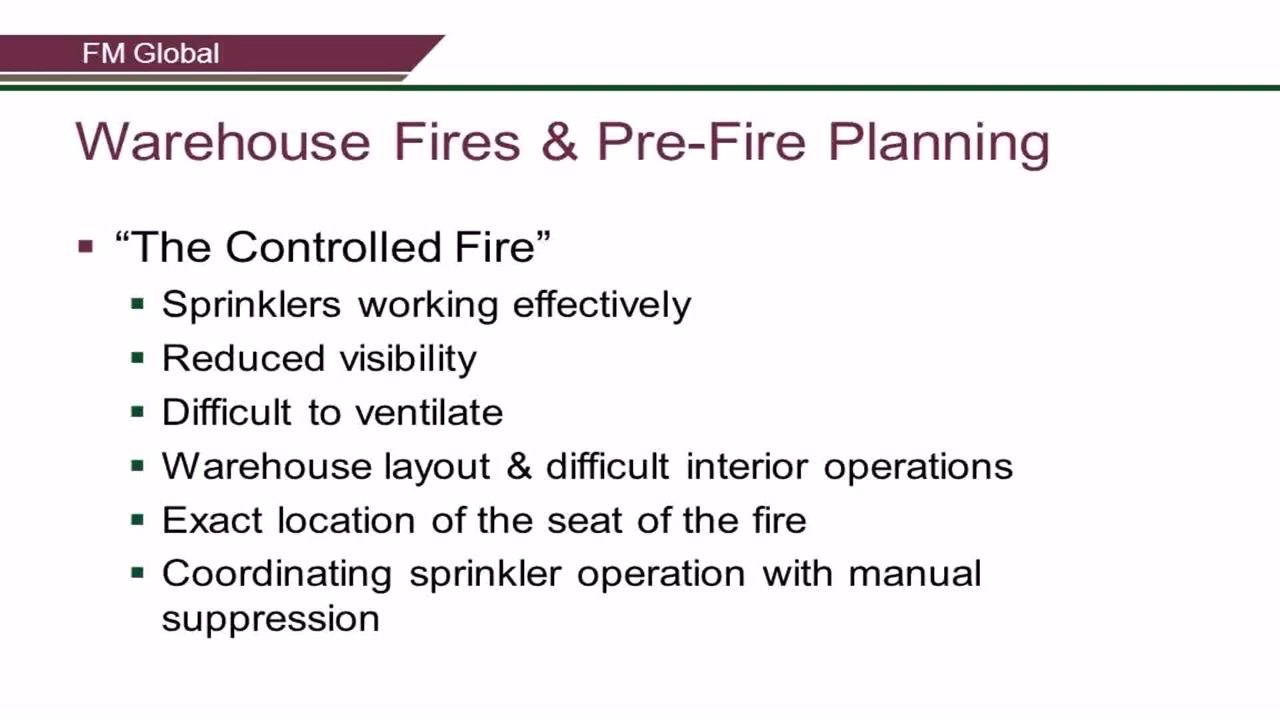 FM Global
Warehouse Fires & Pre-Fire Planning
“The Controlled Fire”
Sprinklers working effectively
Reduced visibility
Difficult to ventilate
Warehouse layout & difficult interior operations
Exact location of the seat of the fire
Coordinating sprinkler operation with manual
suppression